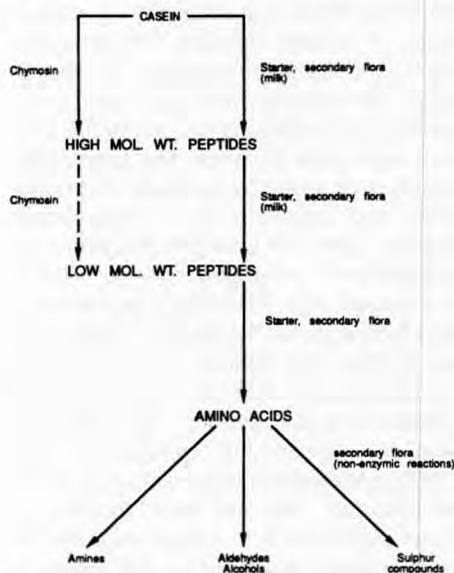 CASEIN
Chymosin
Starter, secondary flora
(milk)
HIGH MOL. WT. PEPTIDES
Chymosin
Starter, secondary flora
(milk)
LOW MOL. WT. PEPTIDES
Starter, secondary flora
AMINO ACIDS
secondary flora
(non-enzymic reactions)
Amines
Aldehydes
Alcohols
Sulphur
compounds